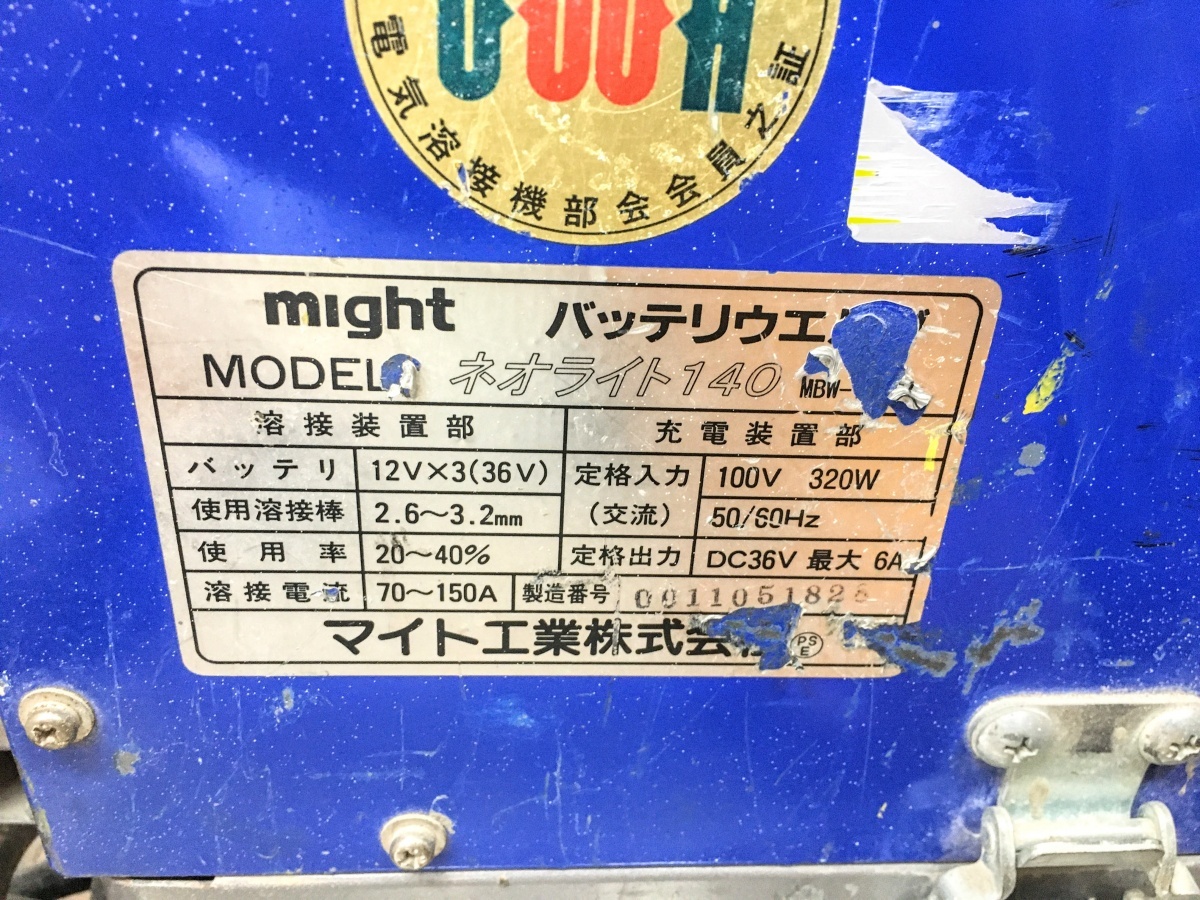 電気溶接機部会会員之証
might バッテリウエ
MODEL ネオライト140 MBW-
溶接装置部 充電装置部
バッテリ 12V×3(36V) 定格入力 100V 320W
使用溶接棒 2.6～3.2mm (交流) 50/60Hz
使用率 20～40% 定格出力 DC36V 最大 6A
溶接電流 70～150A 製造番号 001105182
マイト工業株式会
PS
E